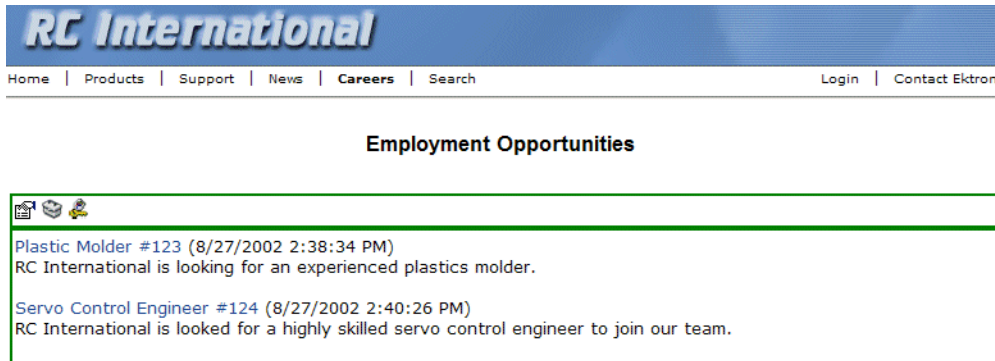 RC International
Home | Products | Support | News | Careers | Search Login | Contact Ektron
Employment Opportunities
Plastic Molder #123 (8/27/2002 2:38:34 PM)
RC International is looking for an experienced plastics molder.
Servo Control Engineer #124 (8/27/2002 2:40:26 PM)
RC International is looked for a highly skilled servo control engineer to join our team.